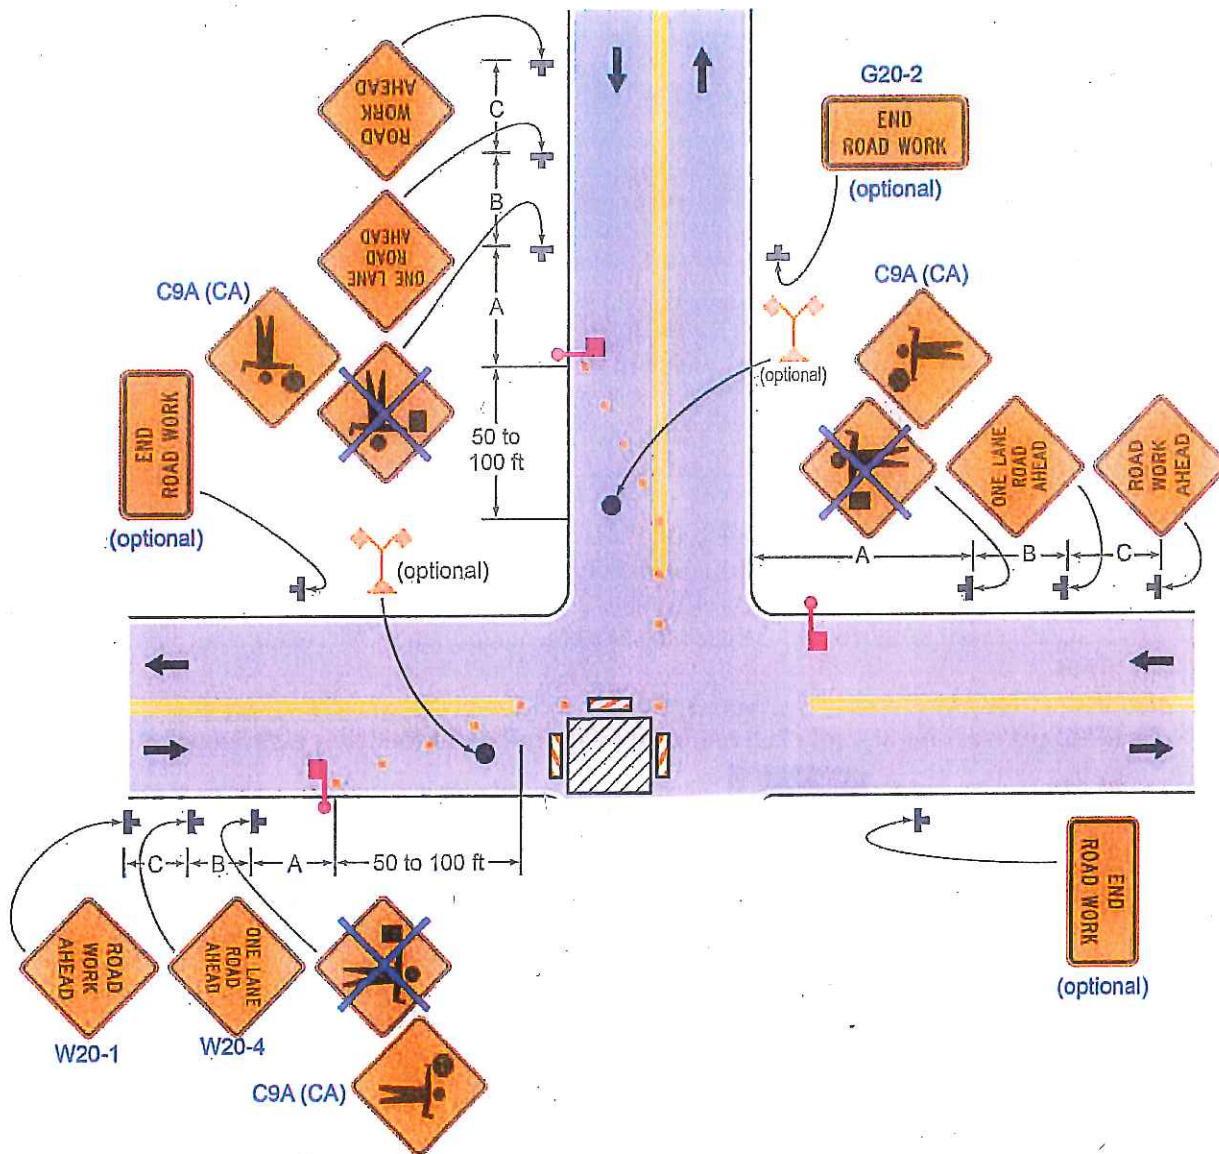 ROAD
WORK
AHEAD
C
G20-2
END
ROAD WORK
(optional)
B
ONE LANE
ROAD
AHEAD
A
C9A (CA)
C9A (CA)
(optional)
END
ROAD WORK
(optional)
50 to
100 ft
ONE LANE
ROAD
AHEAD
ROAD
WORK
AHEAD
(optional)
A
B
C
C
B
A
50 to 100 ft
END
ROAD WORK
(optional)
ROAD
WORK
AHEAD
W20-1
ONE LANE
ROAD
AHEAD
W20-4
C9A (CA)